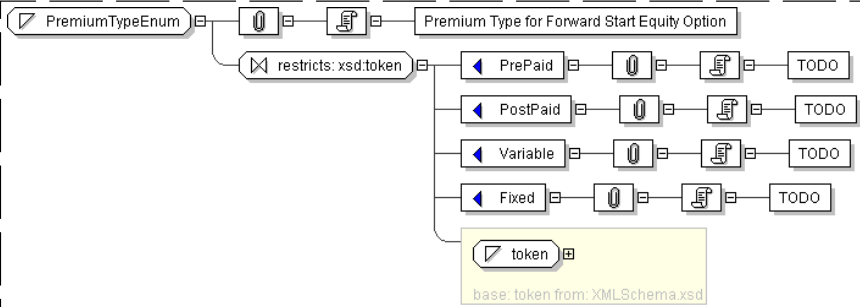 PremiumTypeEnum
Premium Type for Forward Start Equity Option
restricts: xsd:token
PrePaid
TODO
PostPaid
TODO
Variable
TODO
Fixed
TODO
token
base: token from: XMLSchema.xsd